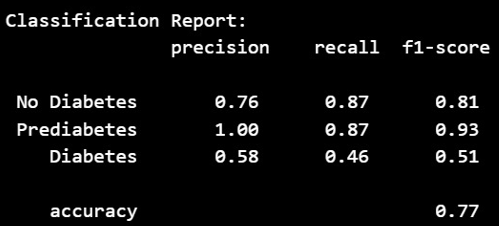 Classification Report:
precision recall f1-score
No Diabetes 0.76 0.87 0.81
Prediabetes 1.00 0.87 0.93
Diabetes 0.58 0.46 0.51
accuracy 0.77